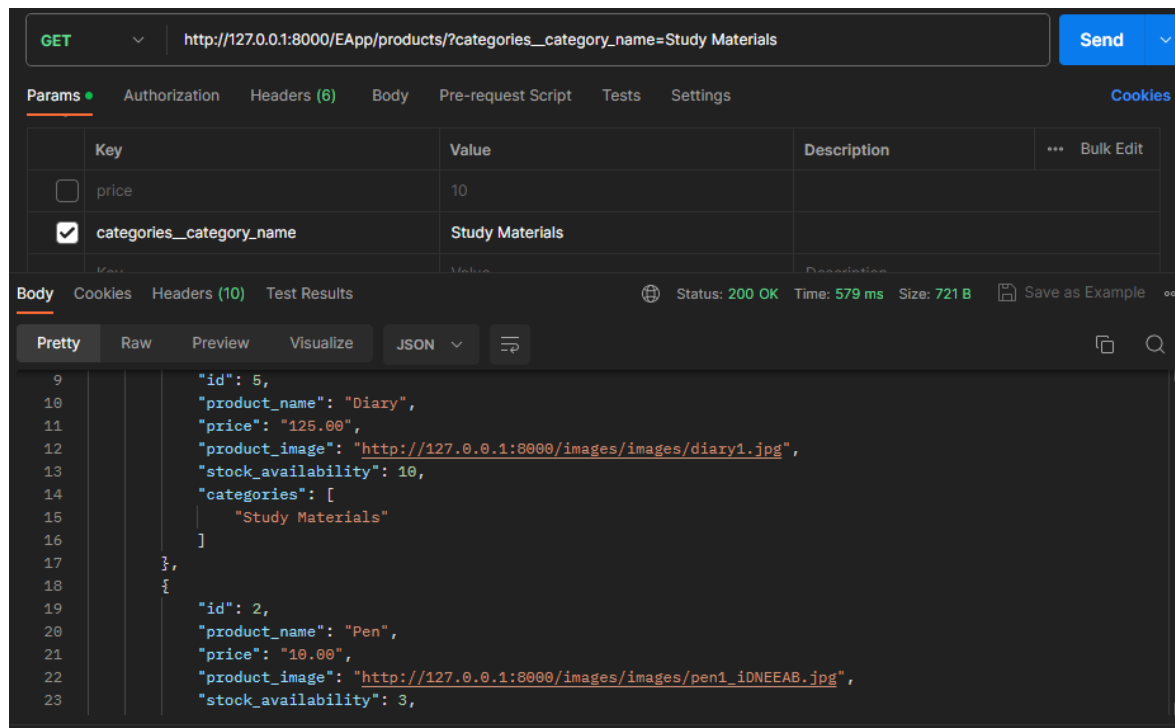 GET http://127.0.0.1:8000/EApp/products/?categories__category_name=Study Materials Send
Params Authorization Headers (6) Body Pre-request Script Tests Settings Cookies
Key Value Description Bulk Edit
price 10
categories__category_name Study Materials
Key Value Description
Body Cookies Headers (10) Test Results Status: 200 OK Time: 579 ms Size: 721 B Save as Example
Pretty Raw Preview Visualize JSON
9 "id": 5,
10 "product_name": "Diary",
11 "price": "125.00",
12 "product_image": "http://127.0.0.1:8000/images/images/diary1.jpg",
13 "stock_availability": 10,
14 "categories": [
15 "Study Materials"
16 ]
17 },
18 {
19 "id": 2,
20 "product_name": "Pen",
21 "price": "10.00",
22 "product_image": "http://127.0.0.1:8000/images/images/pen1_iDNEEAB.jpg",
23 "stock_availability": 3,